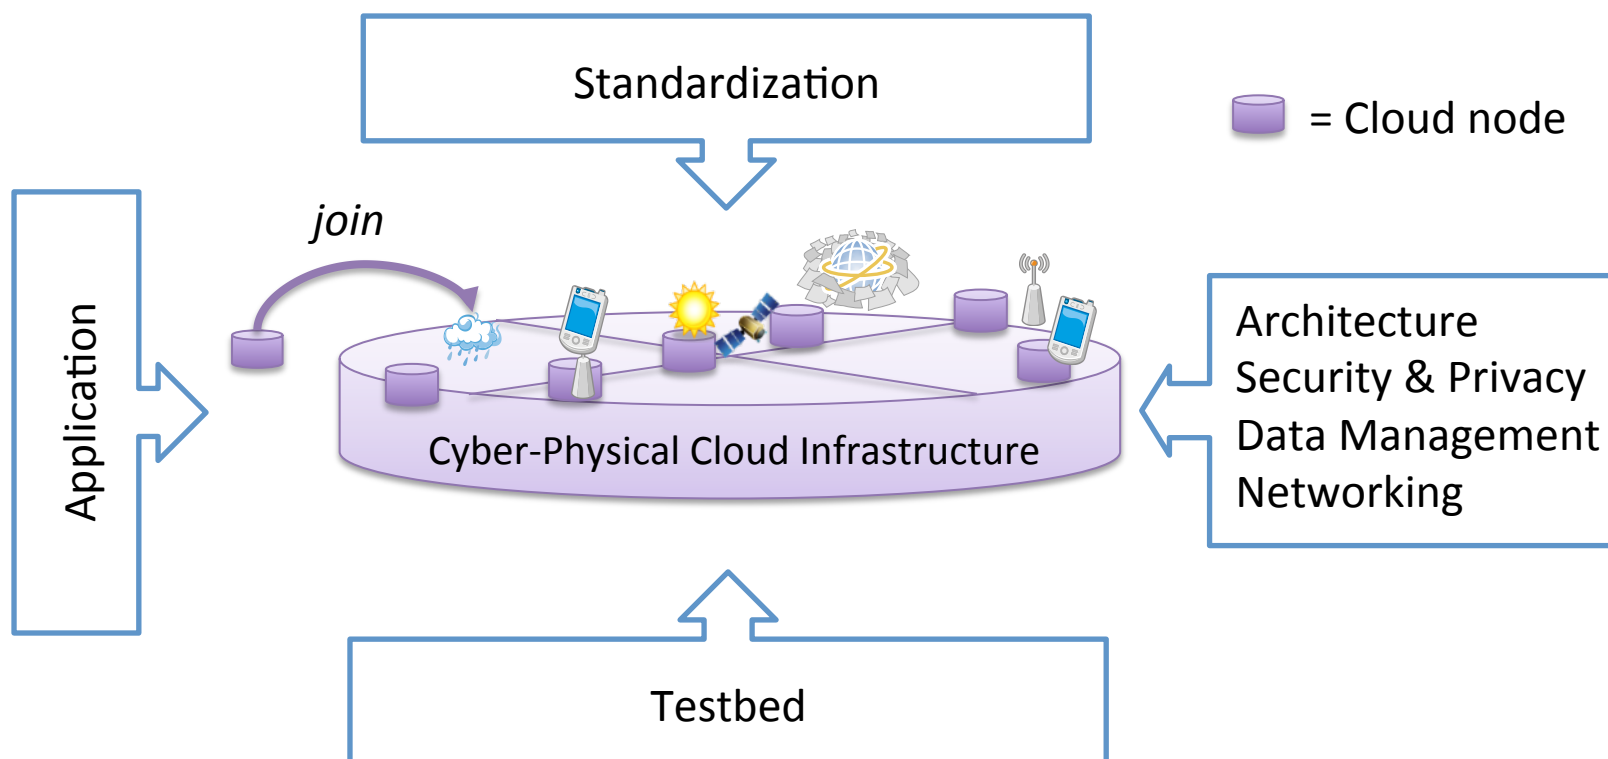 Standardization
= Cloud node
join
Application
Architecture
Security & Privacy
Data Management
Networking
Cyber-Physical Cloud Infrastructure
Testbed